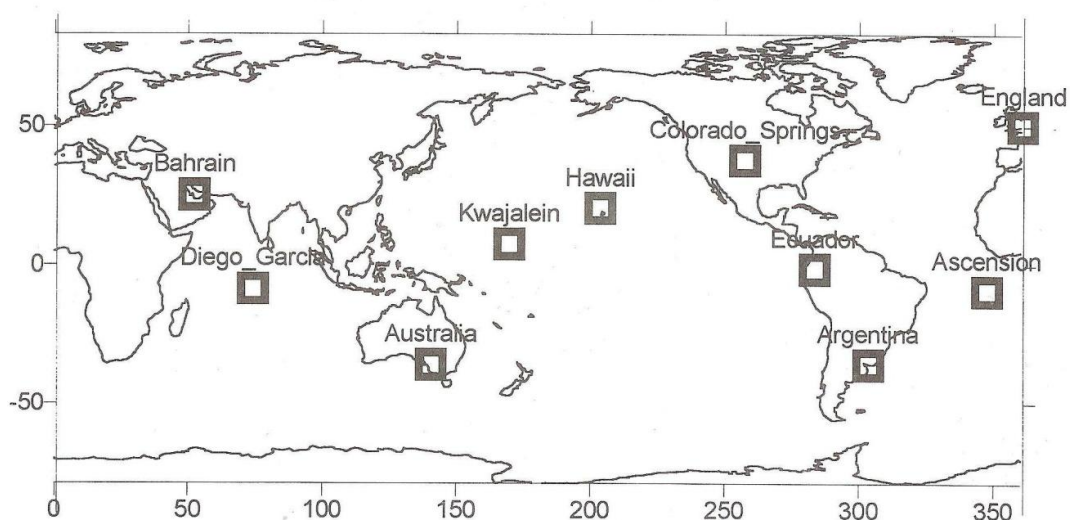 England
50
Colorado_Springs
Bahrain
Hawaii
Kwajalein
Ecuador
Diego_Garcia
0
Ascension
Australia
Argentina
-50
0 50 100 150 200 250 300 350